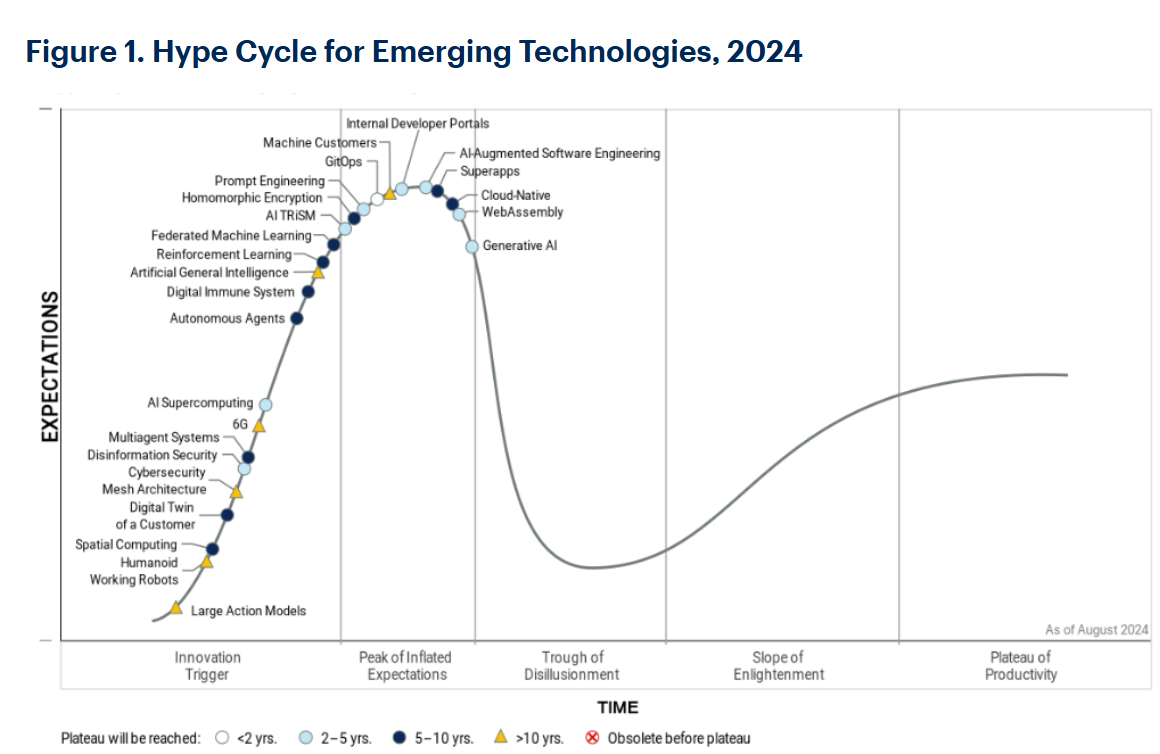 Figure 1. Hype Cycle for Emerging Technologies, 2024
Internal Developer Portals
Machine Customers
GitOps
AI-Augmented Software Engineering
Superapps
Prompt Engineering
Homomorphic Encryption
Cloud-Native
AI TRiSM
WebAssembly
Federated Machine Learning
Generative AI
Reinforcement Learning
Artificial General Intelligence
Digital Immune System
Autonomous Agents
EXPECTATIONS
AI Supercomputing
6G
Multiagent Systems
Disinformation Security
Cybersecurity
Mesh Architecture
Digital Twin
of a Customer
Spatial Computing
Humanoid
Working Robots
Large Action Models
As of August 2024
Innovation
Trigger
Peak of Inflated
Expectations
Trough of
Disillusionment
Slope of
Enlightenment
Plateau of
Productivity
TIME
Plateau will be reached: <2 yrs. 2–5 yrs. 5–10 yrs. >10 yrs. Obsolete before plateau